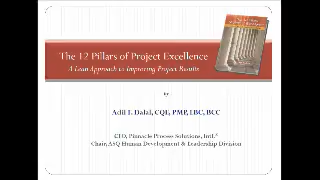 The 12 Pillars of Project Excellence
A Lean Approach to Improving Project Results
by
Adil F. Dalal, CQE, PMP, LBC, BCC
CEO, Pinnacle Process Solutions, Intl.®
Chair, ASQ Human Development & Leadership Division